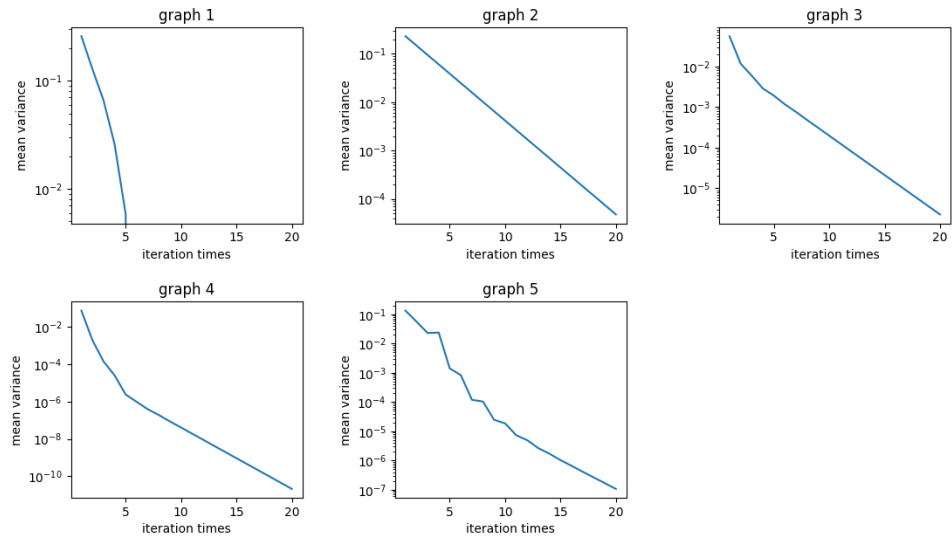 graph 1
mean variance
10⁻¹
10⁻²
5
10
15
20
iteration times
graph 2
mean variance
10⁻¹
10⁻²
10⁻³
10⁻⁴
5
10
15
20
iteration times
graph 3
mean variance
10⁻²
10⁻³
10⁻⁴
10⁻⁵
5
10
15
20
iteration times
graph 4
mean variance
10⁻²
10⁻⁴
10⁻⁶
10⁻⁸
10⁻¹⁰
5
10
15
20
iteration times
graph 5
mean variance
10⁻¹
10⁻²
10⁻³
10⁻⁴
10⁻⁵
10⁻⁶
10⁻⁷
5
10
15
20
iteration times